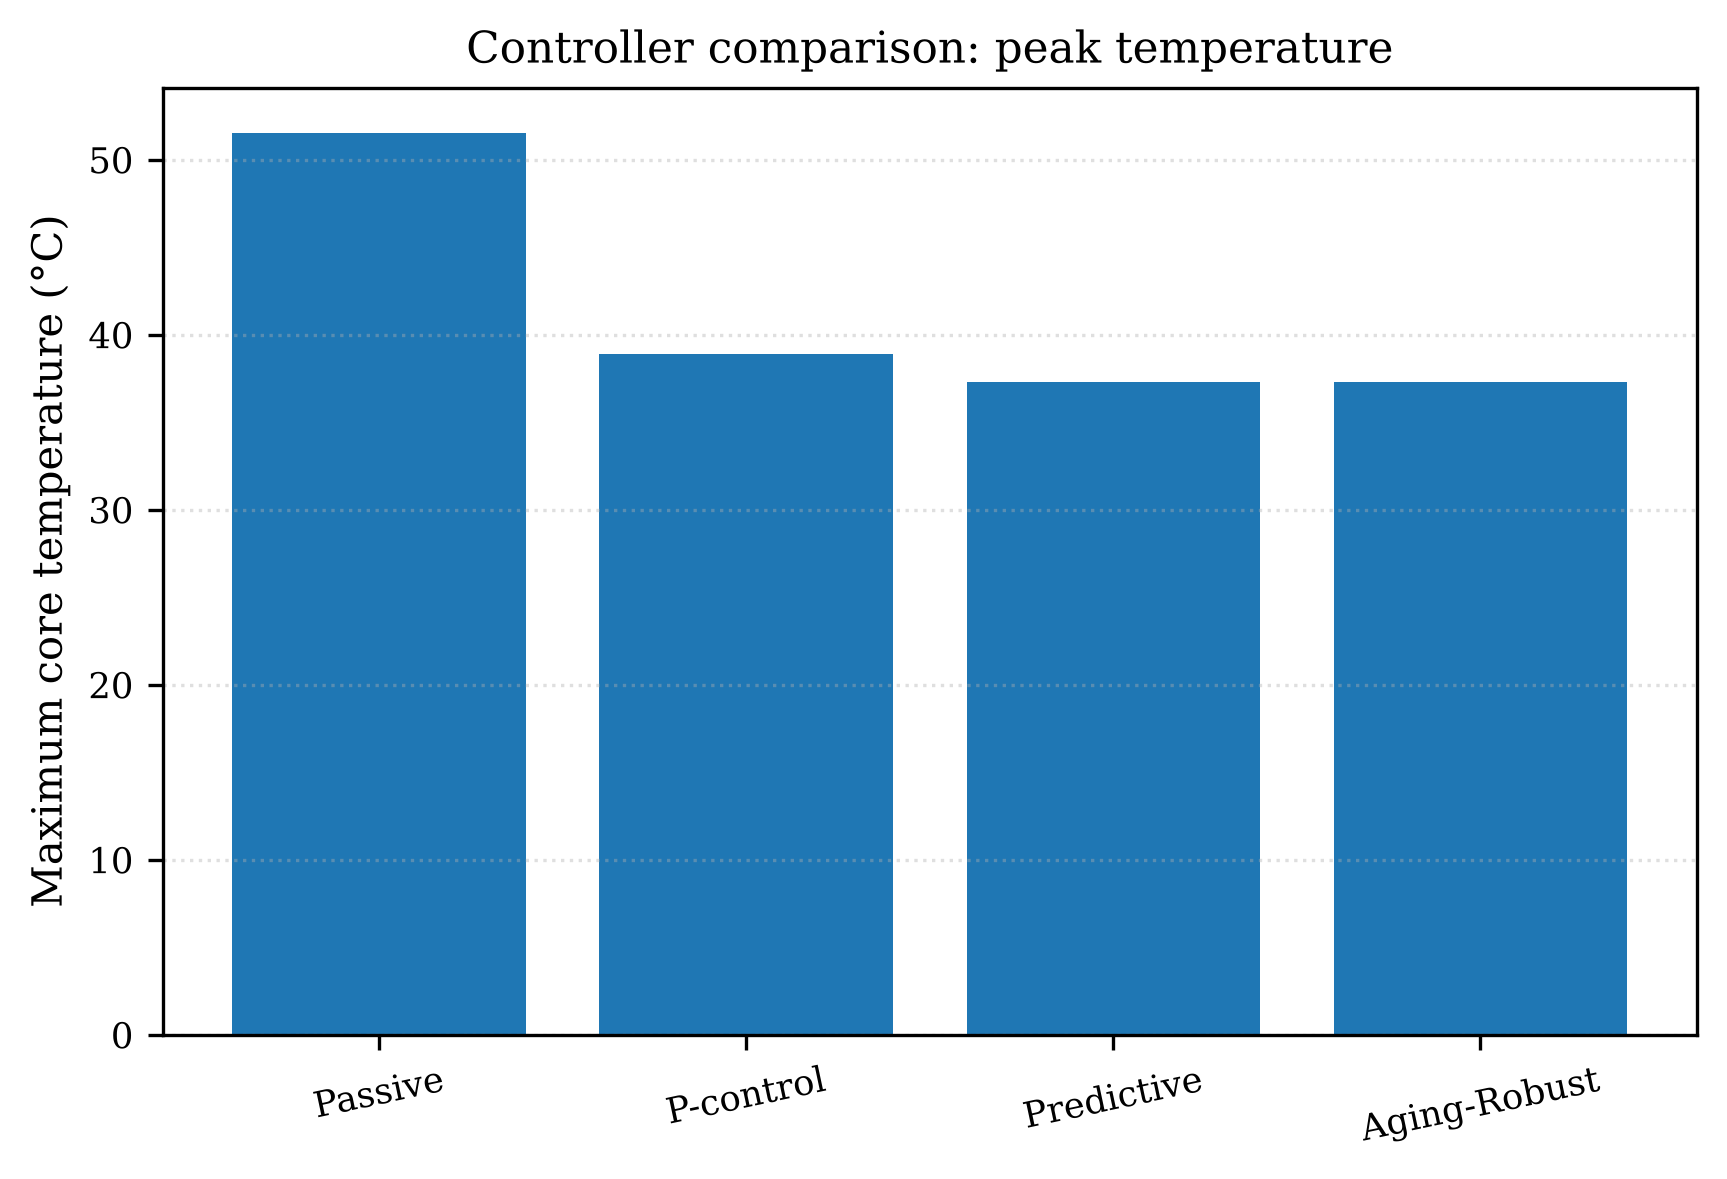 Controller comparison: peak temperature
Maximum core temperature (°C)
50
40
30
20
10
0
Passive
P-control
Predictive
Aging-Robust